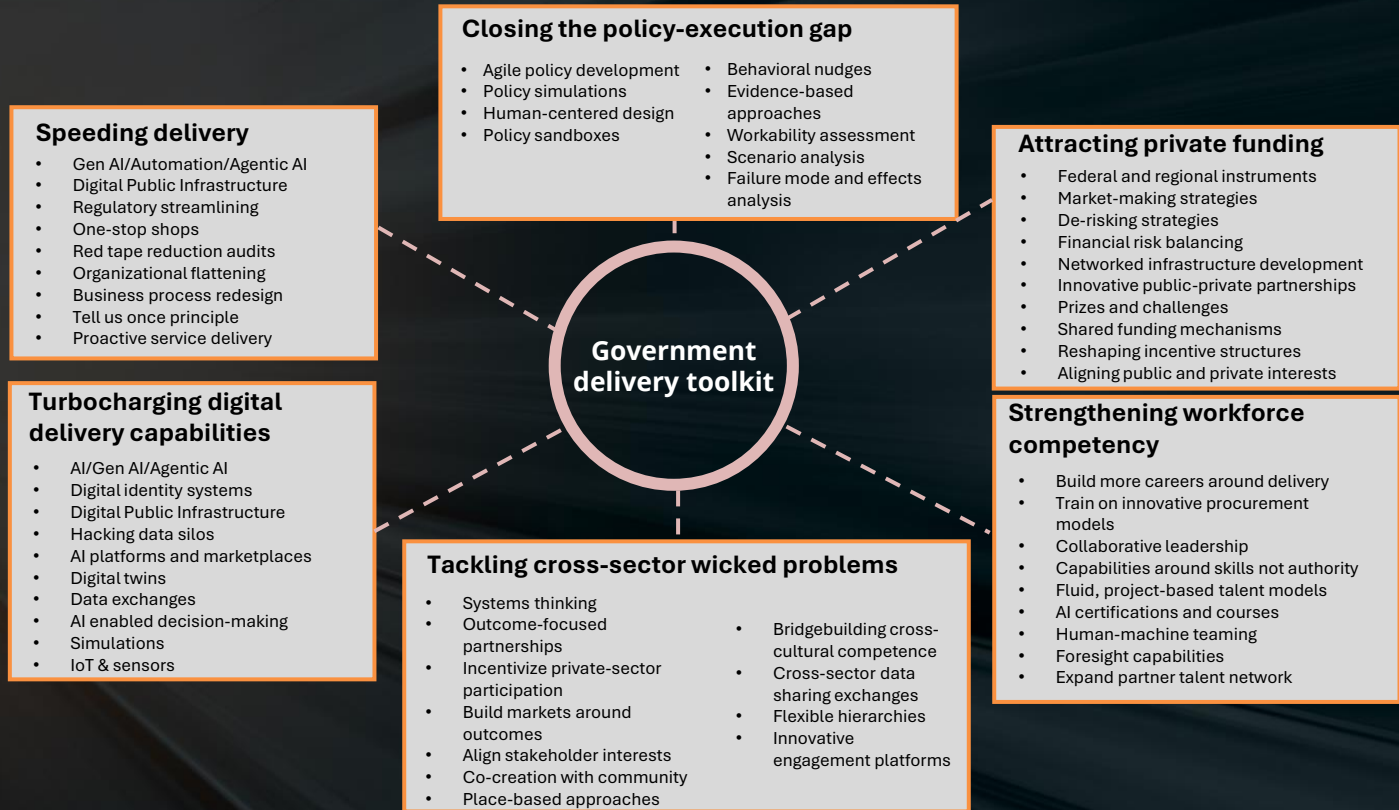 Closing the policy-execution gap
• Agile policy development
• Policy simulations
• Human-centered design
• Policy sandboxes
• Behavioral nudges
• Evidence-based
approaches
• Workability assessment
• Scenario analysis
• Failure mode and effects
analysis
Speeding delivery
• Gen AI/Automation/Agentic AI
• Digital Public Infrastructure
• Regulatory streamlining
• One-stop shops
• Red tape reduction audits
• Organizational flattening
• Business process redesign
• Tell us once principle
• Proactive service delivery
Attracting private funding
• Federal and regional instruments
• Market-making strategies
• De-risking strategies
• Financial risk balancing
• Networked infrastructure development
• Innovative public-private partnerships
• Prizes and challenges
• Shared funding mechanisms
• Reshaping incentive structures
• Aligning public and private interests
Government
delivery toolkit
Turbocharging digital
delivery capabilities
• AI/Gen AI/Agentic AI
• Digital identity systems
• Digital Public Infrastructure
• Hacking data silos
• AI platforms and marketplaces
• Digital twins
• Data exchanges
• AI enabled decision-making
• Simulations
• IoT & sensors
Strengthening workforce
competency
• Build more careers around delivery
• Train on innovative procurement
models
• Collaborative leadership
• Capabilities around skills not authority
• Fluid, project-based talent models
• AI certifications and courses
• Human-machine teaming
• Foresight capabilities
• Expand partner talent network
Tackling cross-sector wicked problems
• Systems thinking
• Outcome-focused
partnerships
• Incentivize private-sector
participation
• Build markets around
outcomes
• Align stakeholder interests
• Co-creation with community
• Place-based approaches
• Bridgebuilding cross-
cultural competence
• Cross-sector data
sharing exchanges
• Flexible hierarchies
• Innovative
engagement platforms